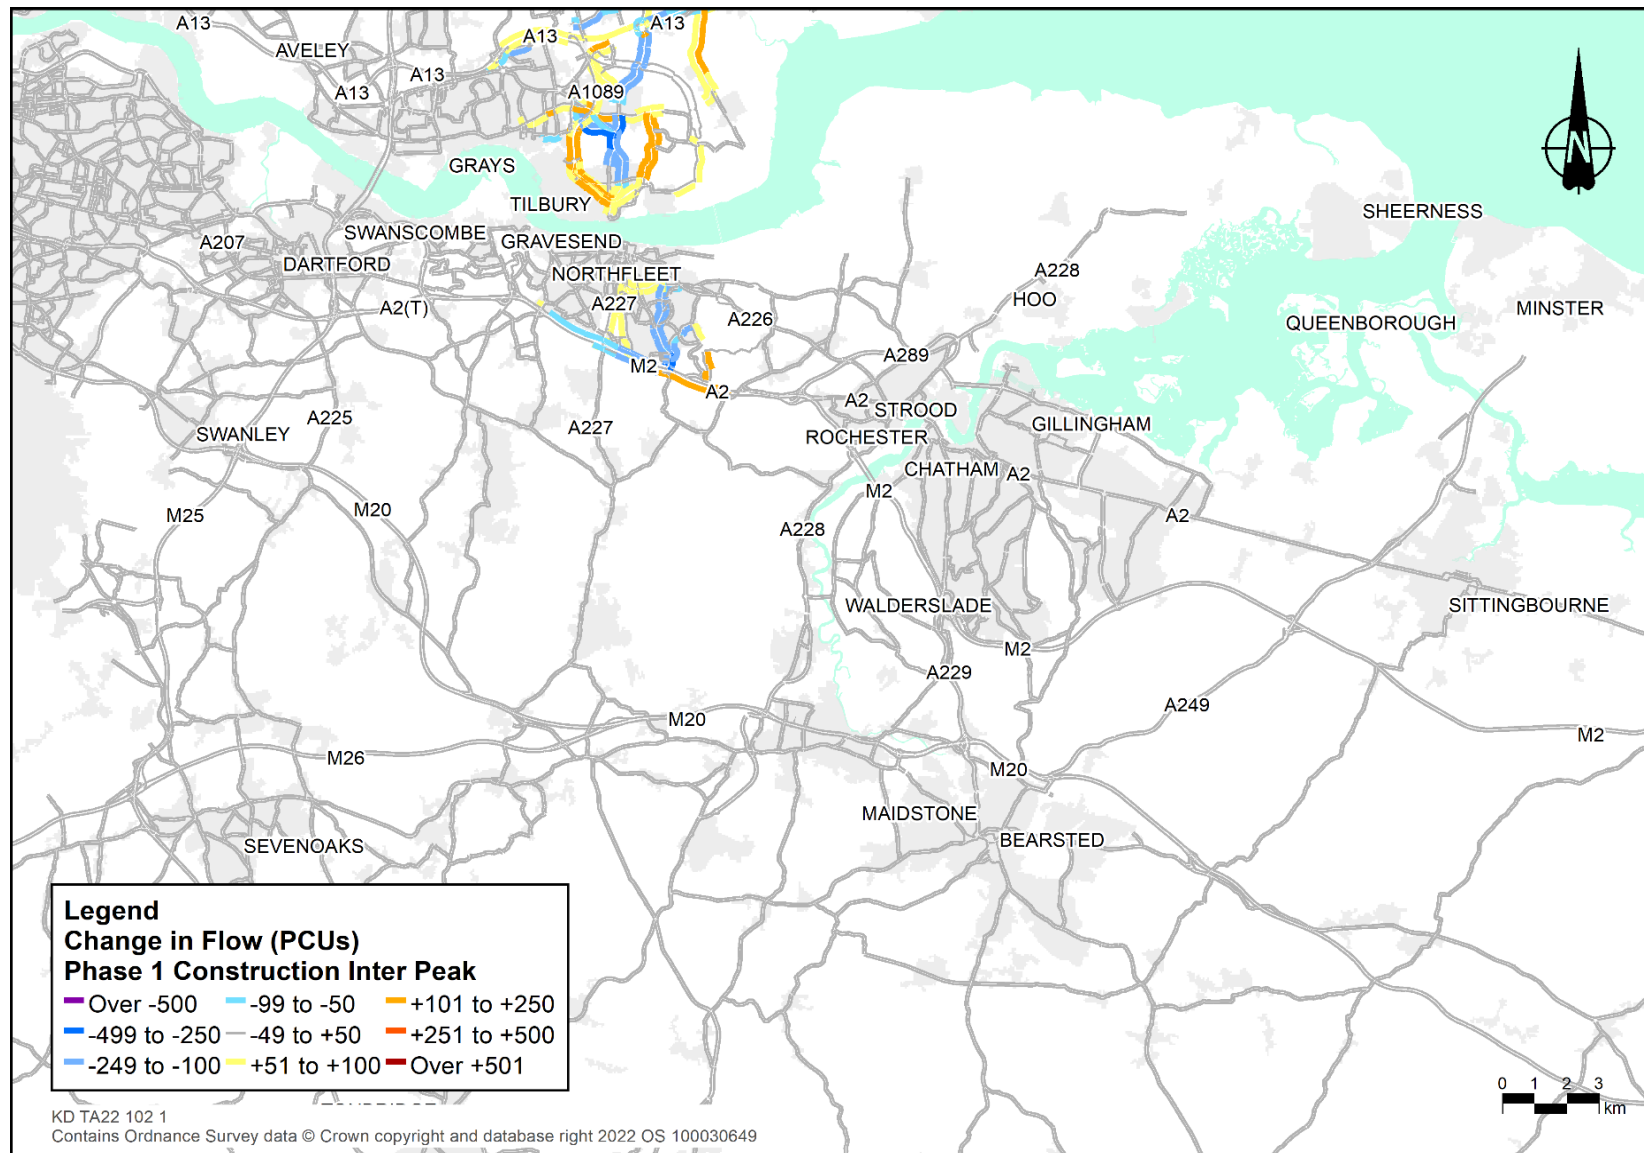 A13
A13
A13
AVELEY
A13
A13
A1089
GRAYS
TILBURY
SHEERNESS
SWANSCOMBE
A207
GRAVESEND
DARTFORD
NORTHFLEET
A228
HOO
A227
A2(T)
A226
MINSTER
QUEENBOROUGH
A289
M2
A2
A2
STROOD
A225
SWANLEY
A227
ROCHESTER
GILLINGHAM
CHATHAM
A2
M2
M25
M20
A2
A228
WALDERSLADE
SITTINGBOURNE
M2
A229
A249
M20
M2
M26
M20
MAIDSTONE
BEARSTED
SEVENOAKS
N
Legend
Change in Flow (PCUs)
Phase 1 Construction Inter Peak
Over -500 -99 to -50 +101 to +250
-499 to -250 -49 to +50 +251 to +500
-249 to -100 +51 to +100 Over +501
0 1 2 3
km
KD TA22 102 1
Contains Ordnance Survey data © Crown copyright and database right 2022 OS 100030649